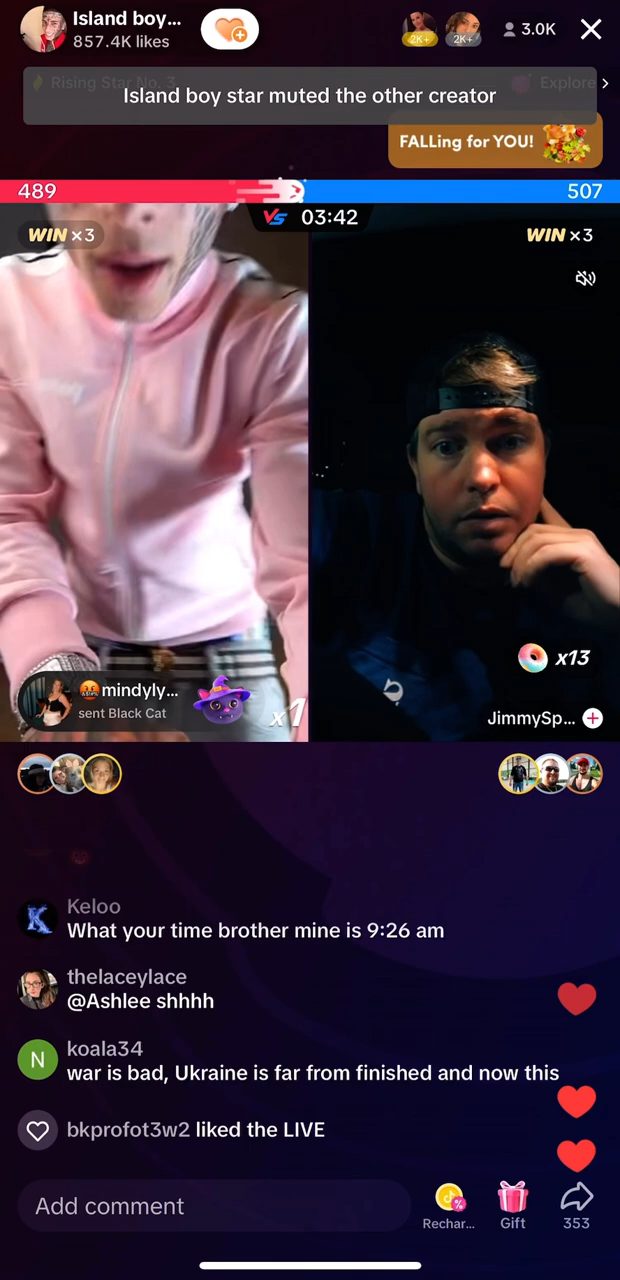 Island boy...
857.4K likes
2K+
2K+
3.0K
Rising Star No. 3
Explore
Island boy star muted the other creator
FALLing for YOU!
489
507
VS 03:42
WIN ×3
WIN ×3
x13
🤬mindyly...
sent Black Cat
x1
JimmySp...
Keloo
What your time brother mine is 9:26 am
thelaceylace
@Ashlee shhhh
N
koala34
war is bad, Ukraine is far from finished and now this
bkprofot3w2 liked the LIVE
Add comment
Rechar...
Gift
353